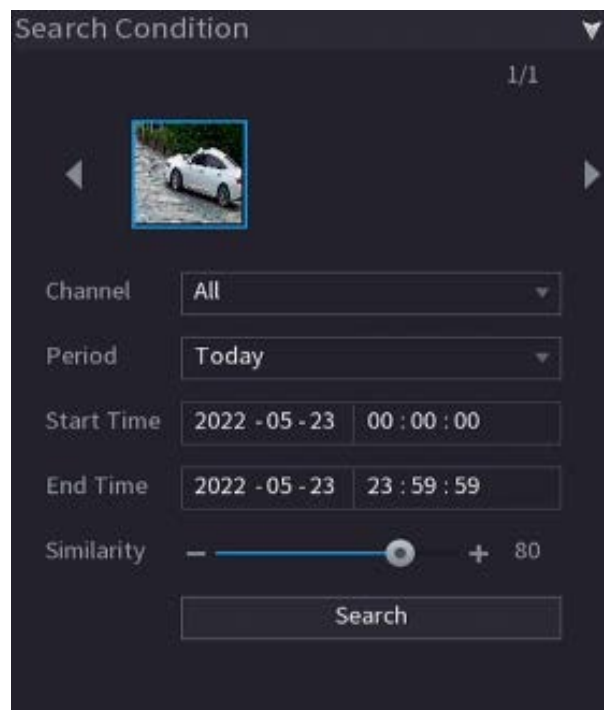 Search Condition
1/1
Channel All
Period Today
Start Time 2022 -05 -23 00 : 00 : 00
End Time 2022 -05 -23 23 : 59 : 59
Similarity − + 80
Search